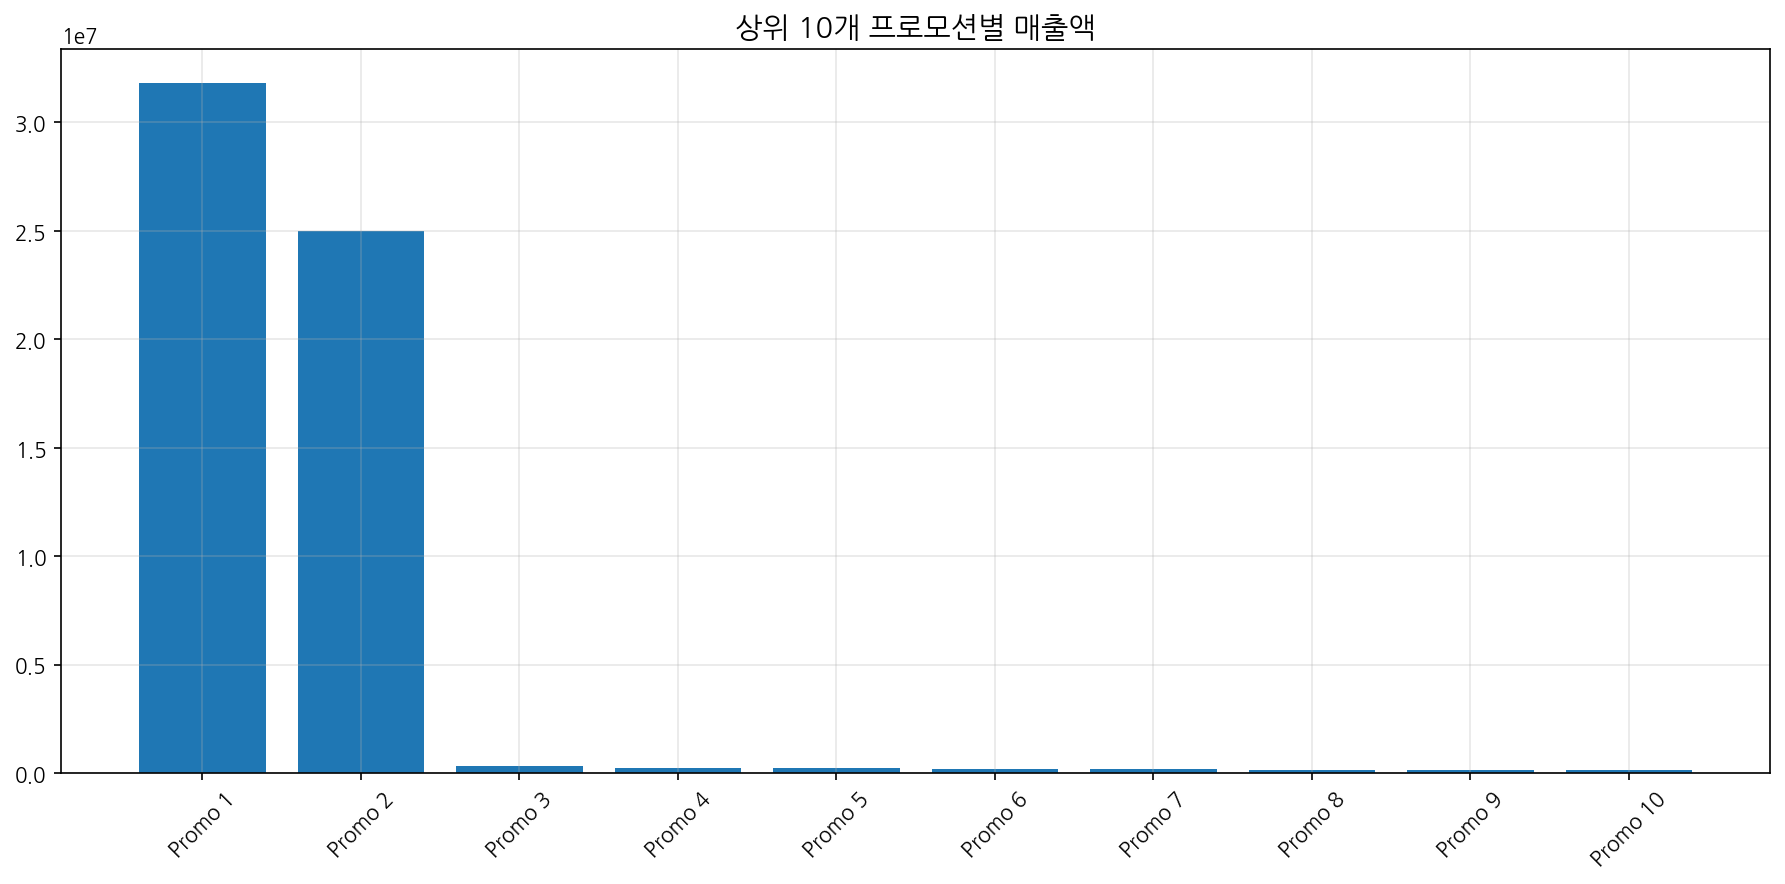 상위 10개 프로모션별 매출액
1e7
3.0
2.5
2.0
1.5
1.0
0.5
0.0
Promo 1
Promo 2
Promo 3
Promo 4
Promo 5
Promo 6
Promo 7
Promo 8
Promo 9
Promo 10